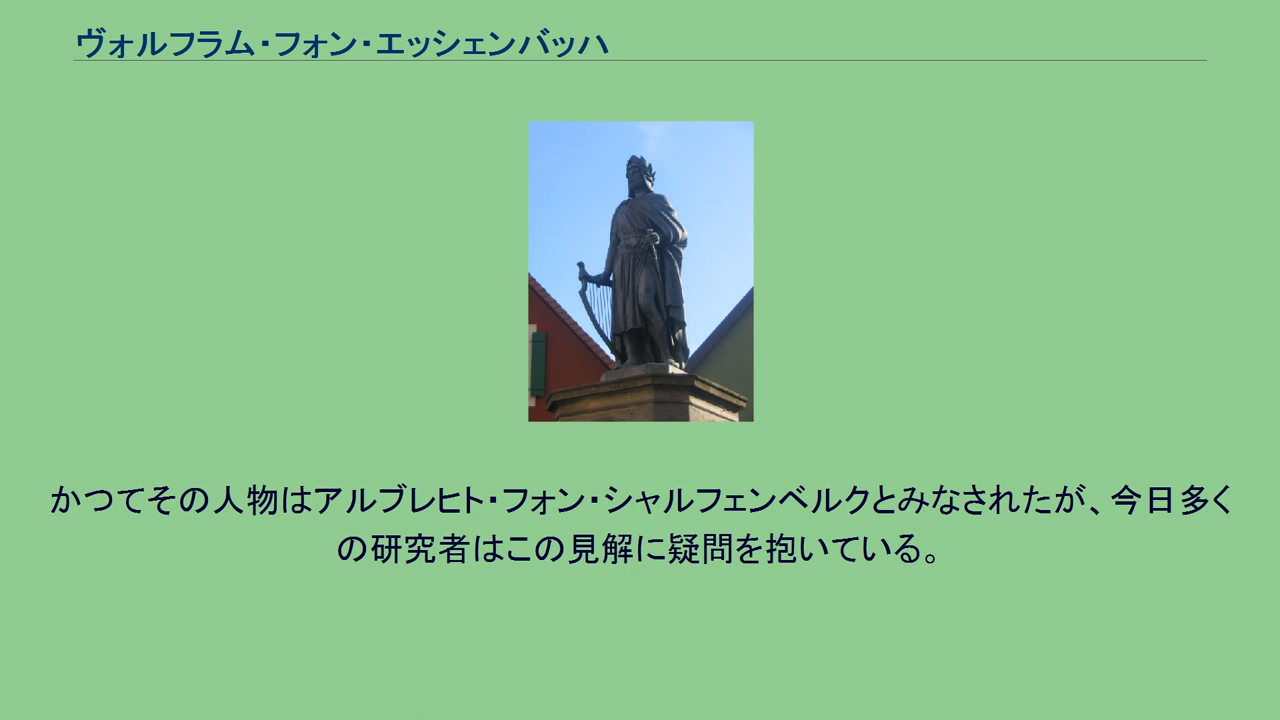 ヴォルフラム・フォン・エッシェンバッハ
かつてその人物はアルブレヒト・フォン・シャルフェンベルクとみなされたが、今日多く
の研究者はこの見解に疑問を抱いている。